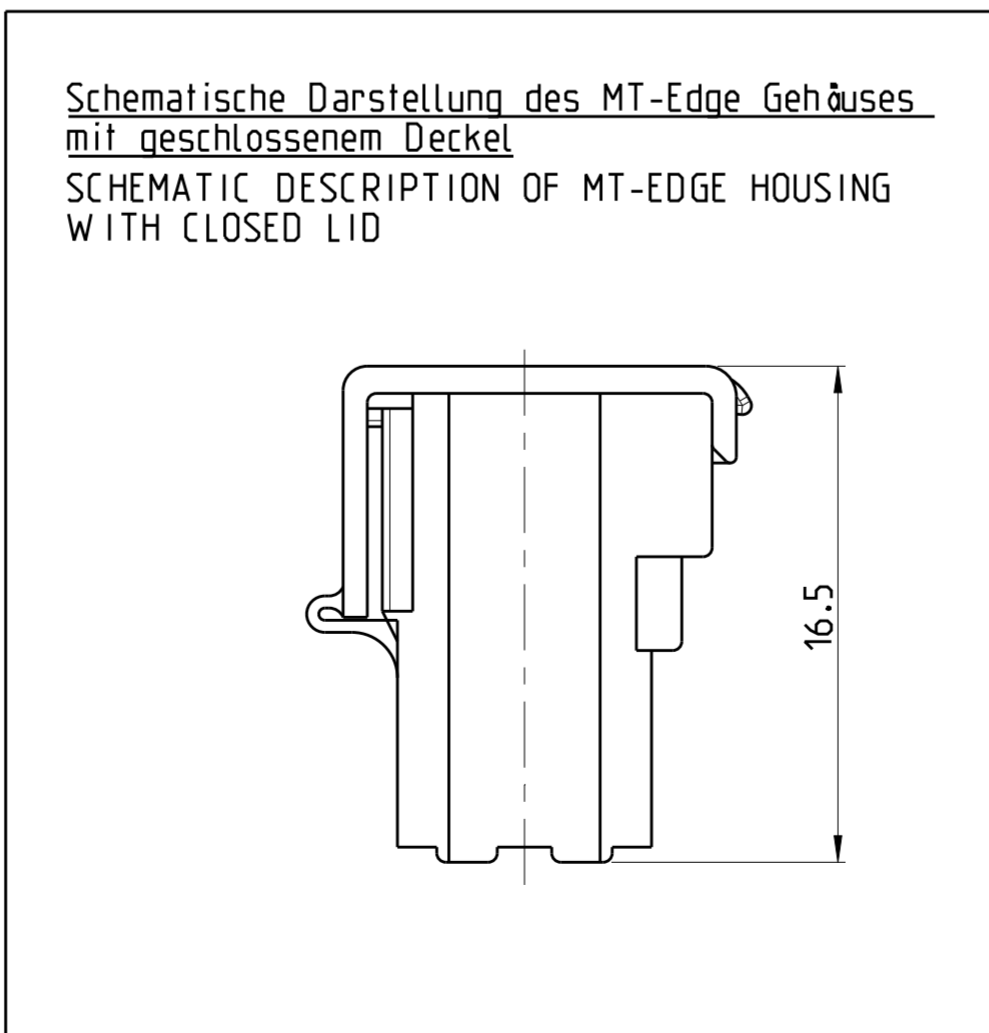 Schematische Darstellung des MT-Edge Gehäuses
mit geschlossenem Deckel
SCHEMATIC DESCRIPTION OF MT-EDGE HOUSING
WITH CLOSED LID
16.5